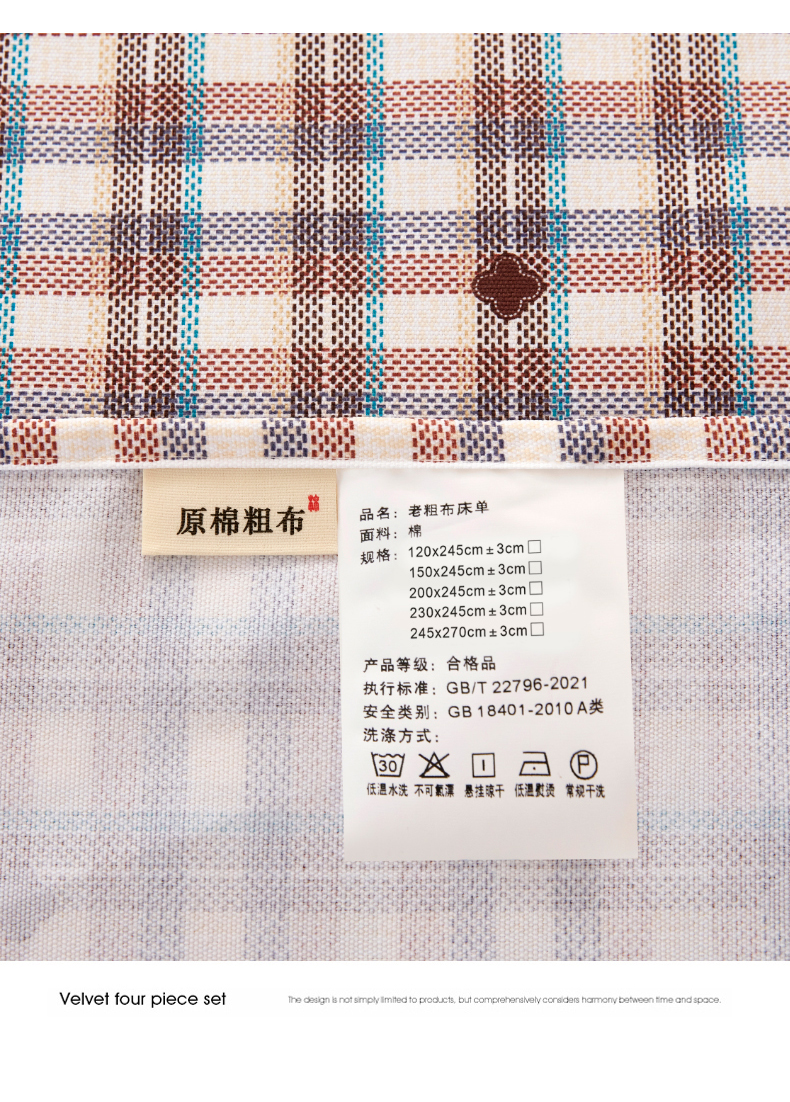 原棉粗布
品名：老粗布床单
面料：棉
规格：120x245cm±3cm□
150x245cm±3cm□
200x245cm±3cm□
230x245cm±3cm□
245x270cm±3cm□
产品等级：合格品
执行标准：GB/T 22796-2021
安全类别：GB 18401-2010 A类
洗涤方式：
30
P
低温水洗 不可氯漂 悬挂晾干 低温熨烫 常规干洗
Velvet four piece set
The design is not simply limited to products, but comprehensively considers harmony between time and space.